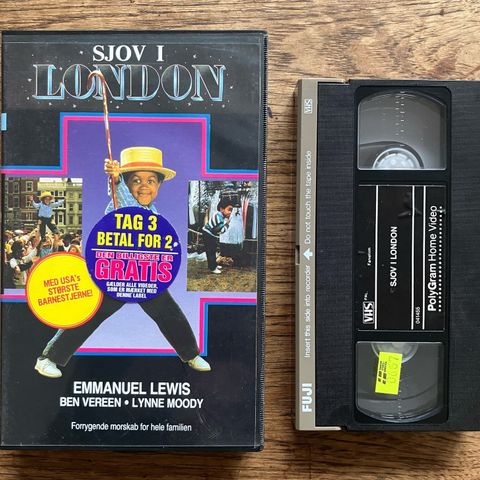 SJOV I
LONDON
TAG 3
BETAL FOR 2
DEN BILLIGSTE ER
GRATIS
GÆLDER ALLE VIDEOER,
SOM ER MÆRKET MED
DENNE LABEL
MED USA's
STØRSTE
BARNESTJERNE!
EMMANUEL LEWIS
BEN VEREEN • LYNNE MOODY
Forrygende morskab for hele familien
VHS
FUJI
Insert this side into recorder
Do not touch the tape inside
VHS PAL
SJOV I LONDON
041455
PolyGram Home Video